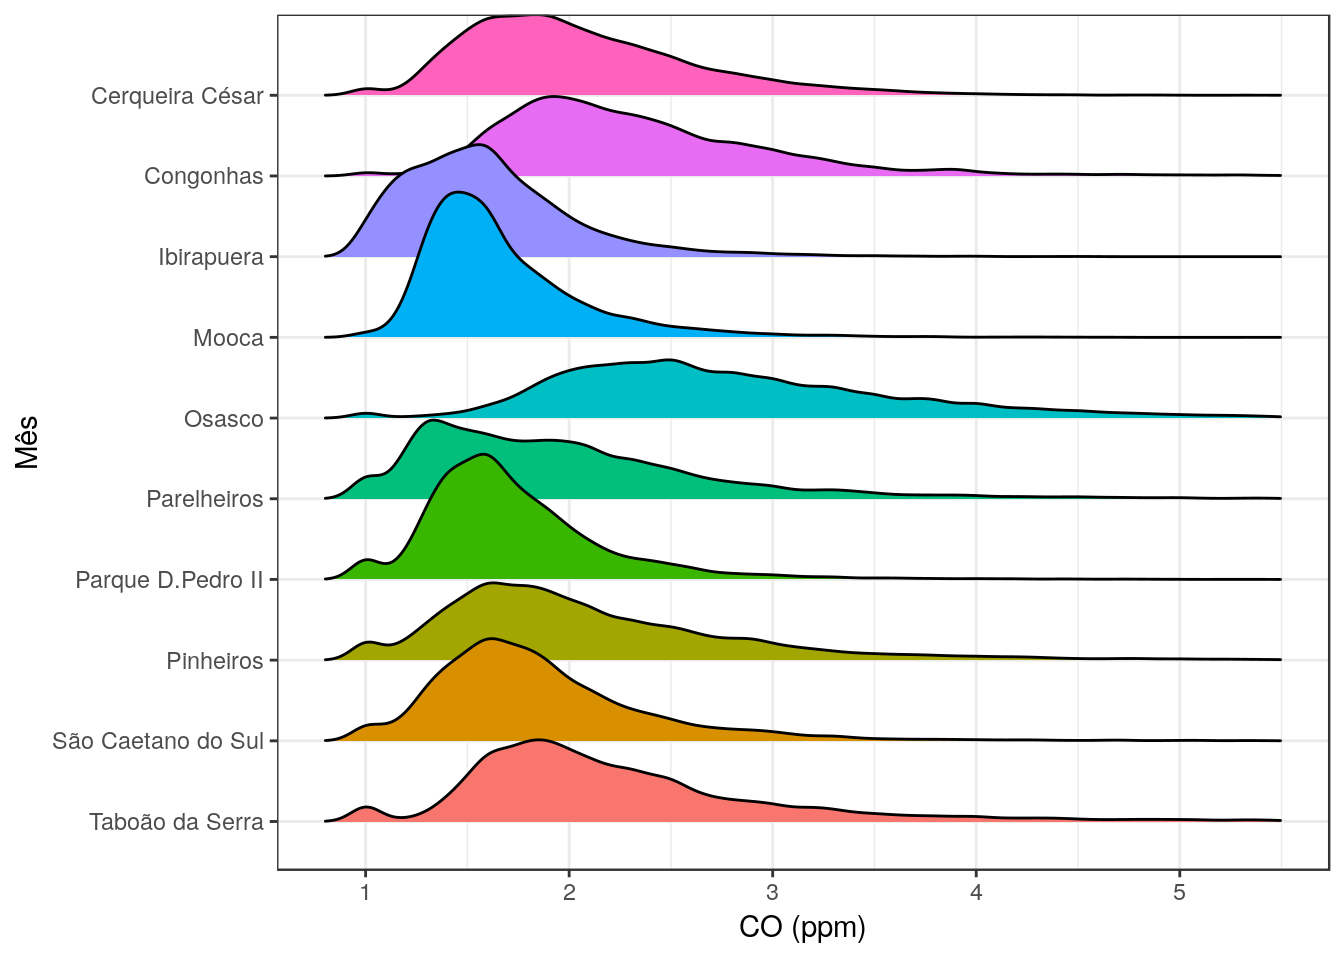 Cerqueira César
Congonhas
Ibirapuera
Mooca
Osasco
Parelheiros
Parque D.Pedro II
Pinheiros
São Caetano do Sul
Taboão da Serra
Mês
1 2 3 4 5
CO (ppm)